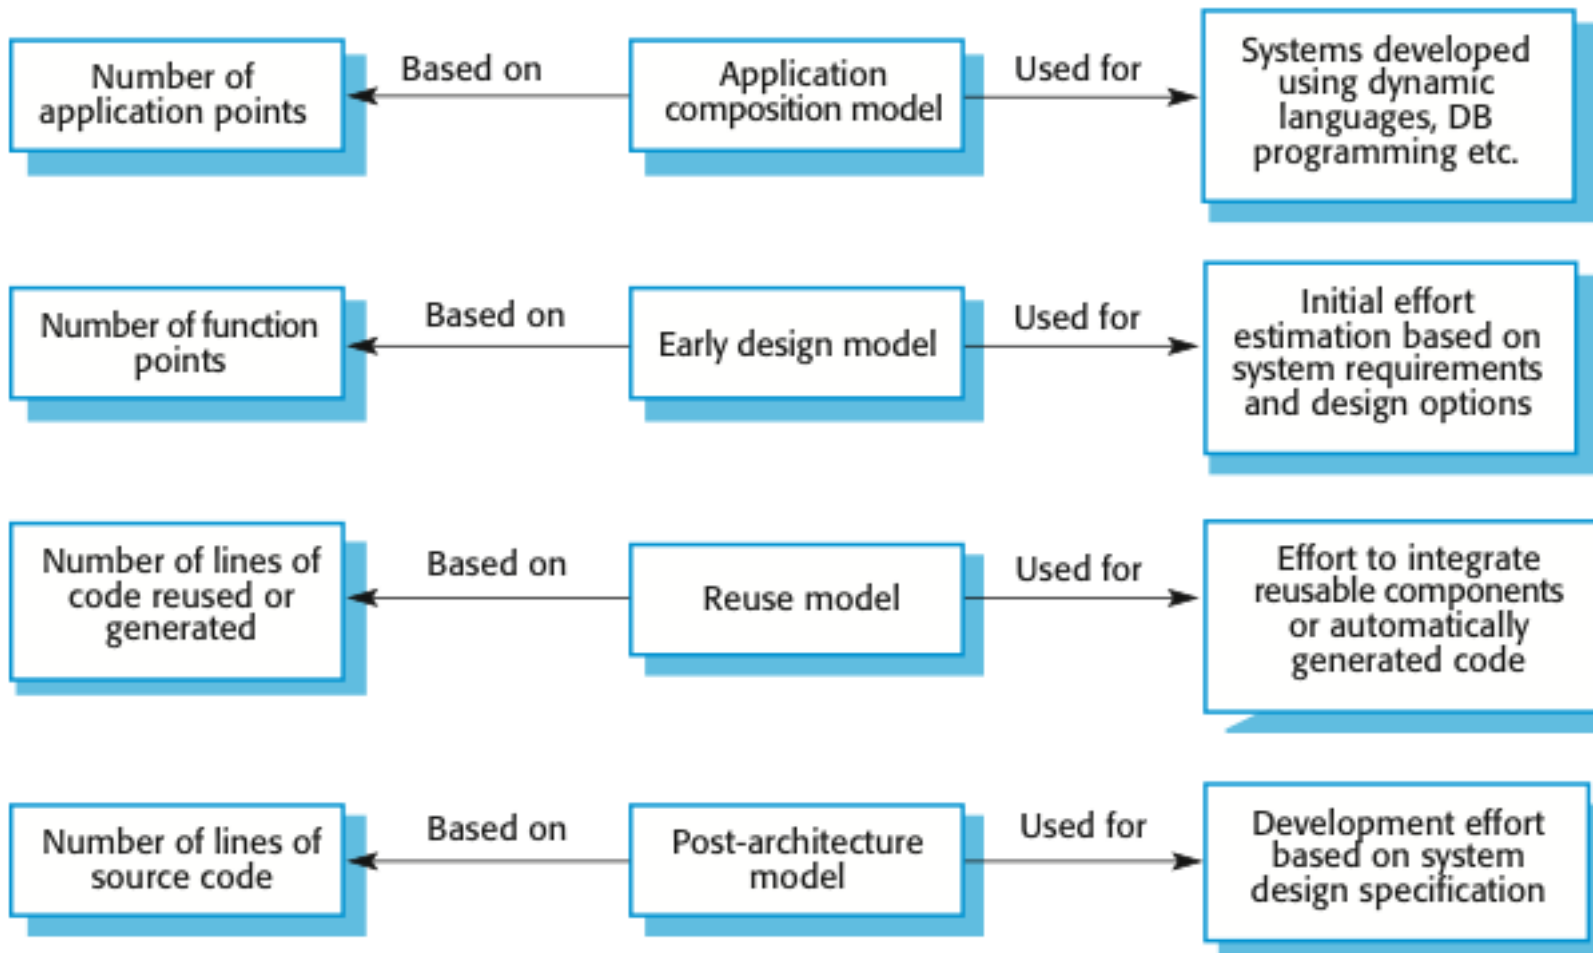 Number of
application points
Based on
Application
composition model
Used for
Systems developed
using dynamic
languages, DB
programming etc.
Number of function
points
Based on
Early design model
Used for
Initial effort
estimation based on
system requirements
and design options
Number of lines of
code reused or
generated
Based on
Reuse model
Used for
Effort to integrate
reusable components
or automatically
generated code
Number of lines of
source code
Based on
Post-architecture
model
Used for
Development effort
based on system
design specification